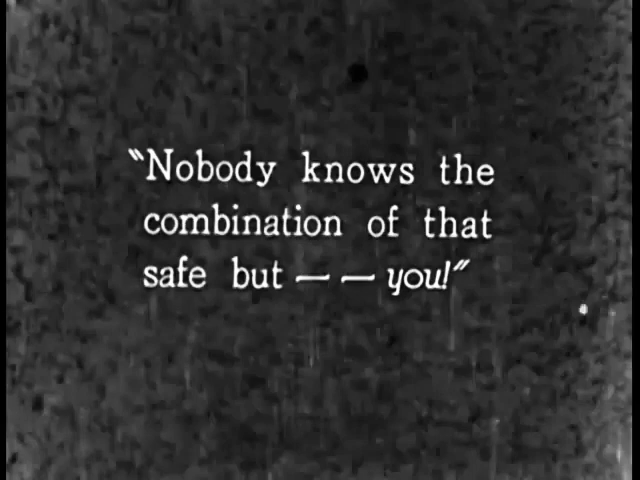 "Nobody knows the
combination of that
safe but — — you!"